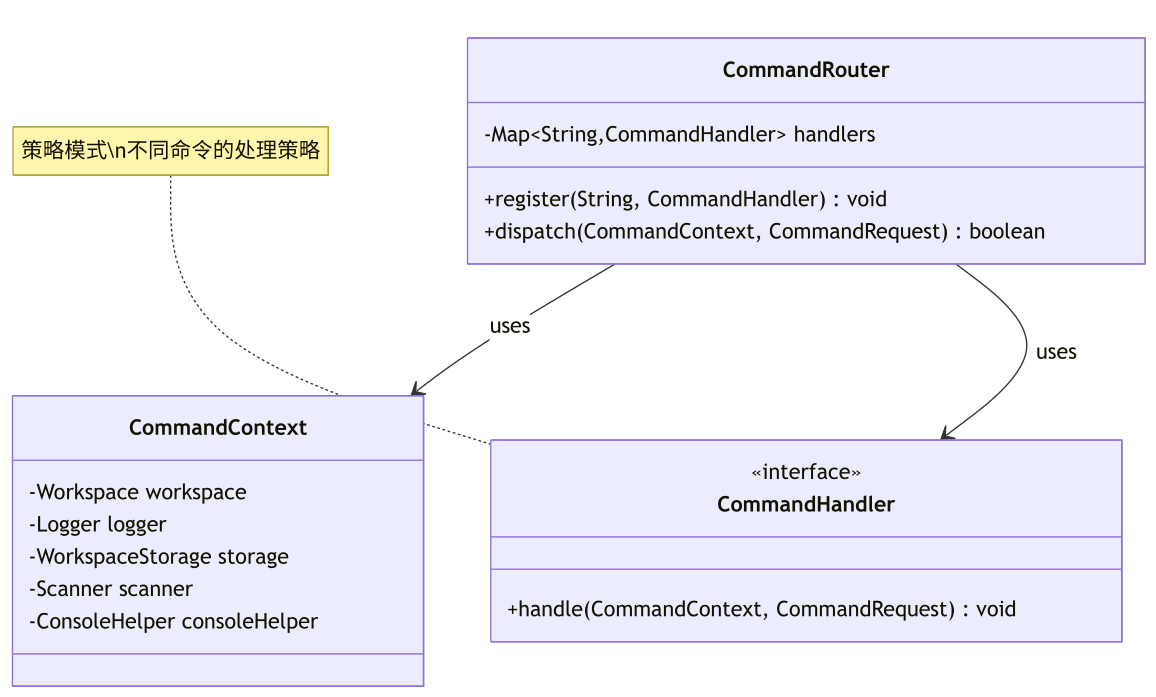 CommandRouter
-Map<String,CommandHandler> handlers
+register(String, CommandHandler) : void
+dispatch(CommandContext, CommandRequest) : boolean
策略模式\n不同命令的处理策略
uses
uses
CommandContext
-Workspace workspace
-Logger logger
-WorkspaceStorage storage
-Scanner scanner
-ConsoleHelper consoleHelper
«interface»
CommandHandler
+handle(CommandContext, CommandRequest) : void